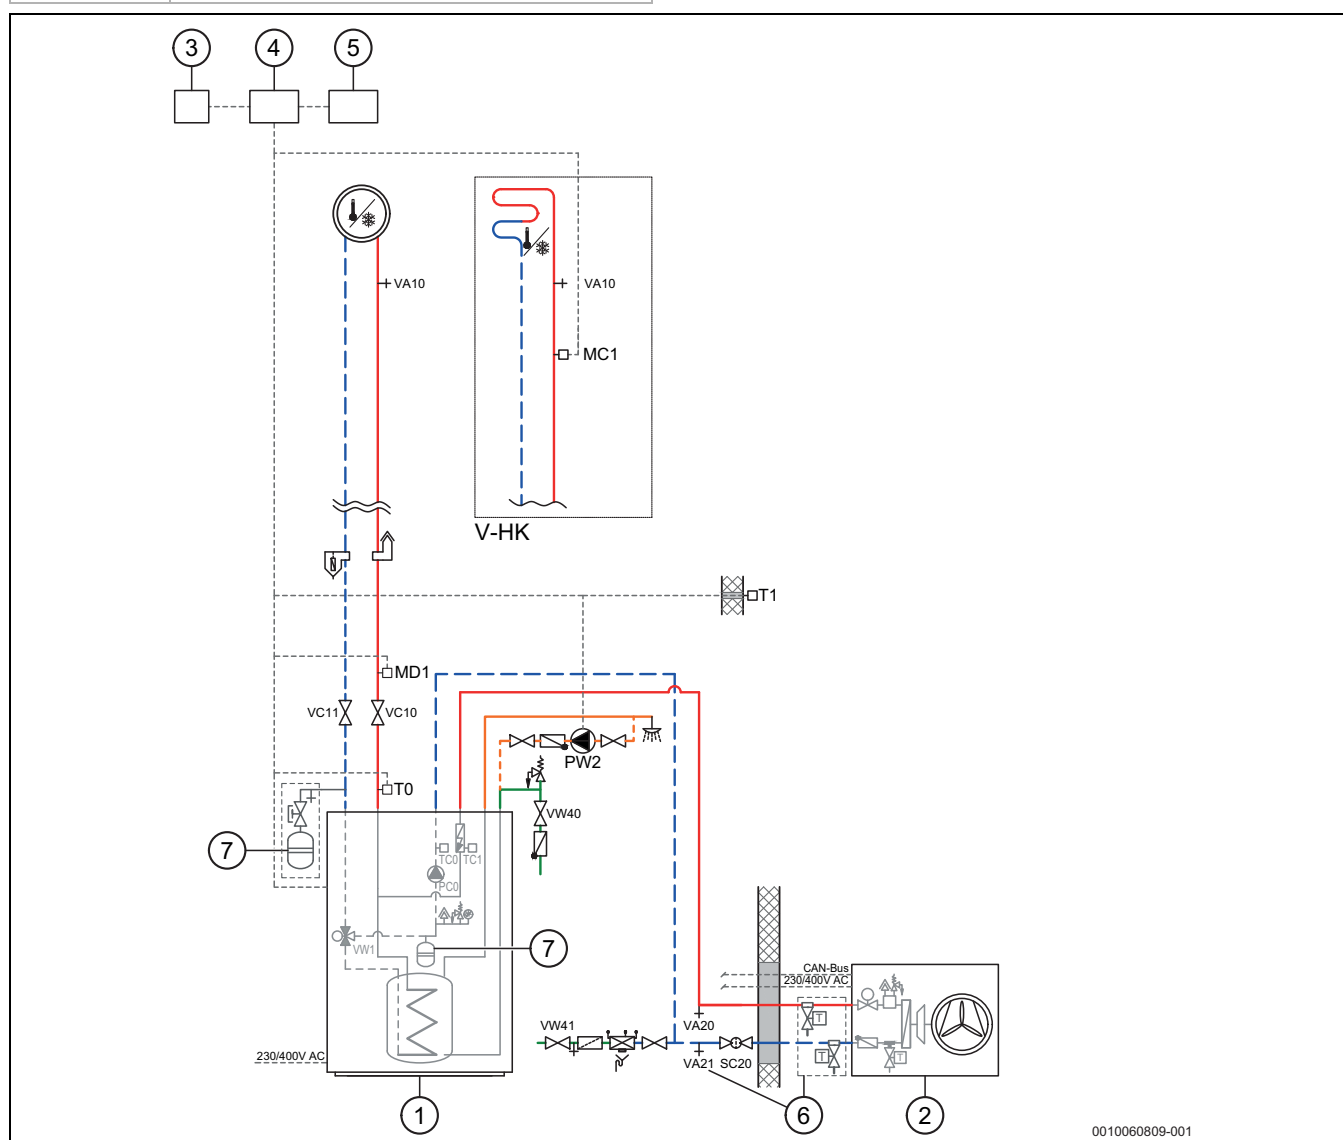 3 4 5
VA10 VA10
MC1
V-HK
T1
MD1
VC11 VC10
PW2
T0
VW40
7
TC0 TC1
PC0
VW1
7
CAN-Bus
230/400V AC
T
VW41
VA20
230/400V AC
T T
VA21 SC20
1 6 2
0010060809-001